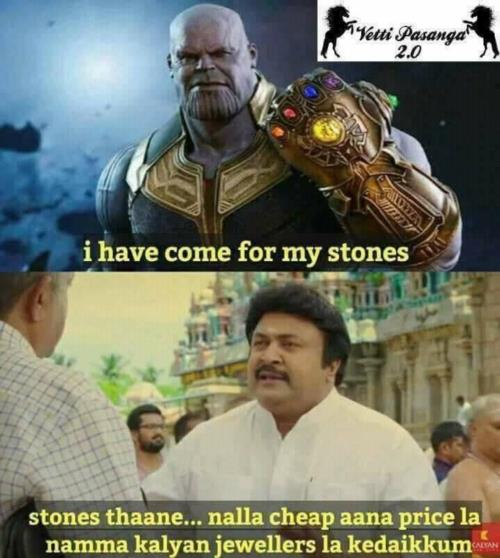 Vetti Pasanga
2.0
i have come for my stones
stones thaane... nalla cheap aana price la
namma kalyan jewellers la kedaikkum
KALYAN